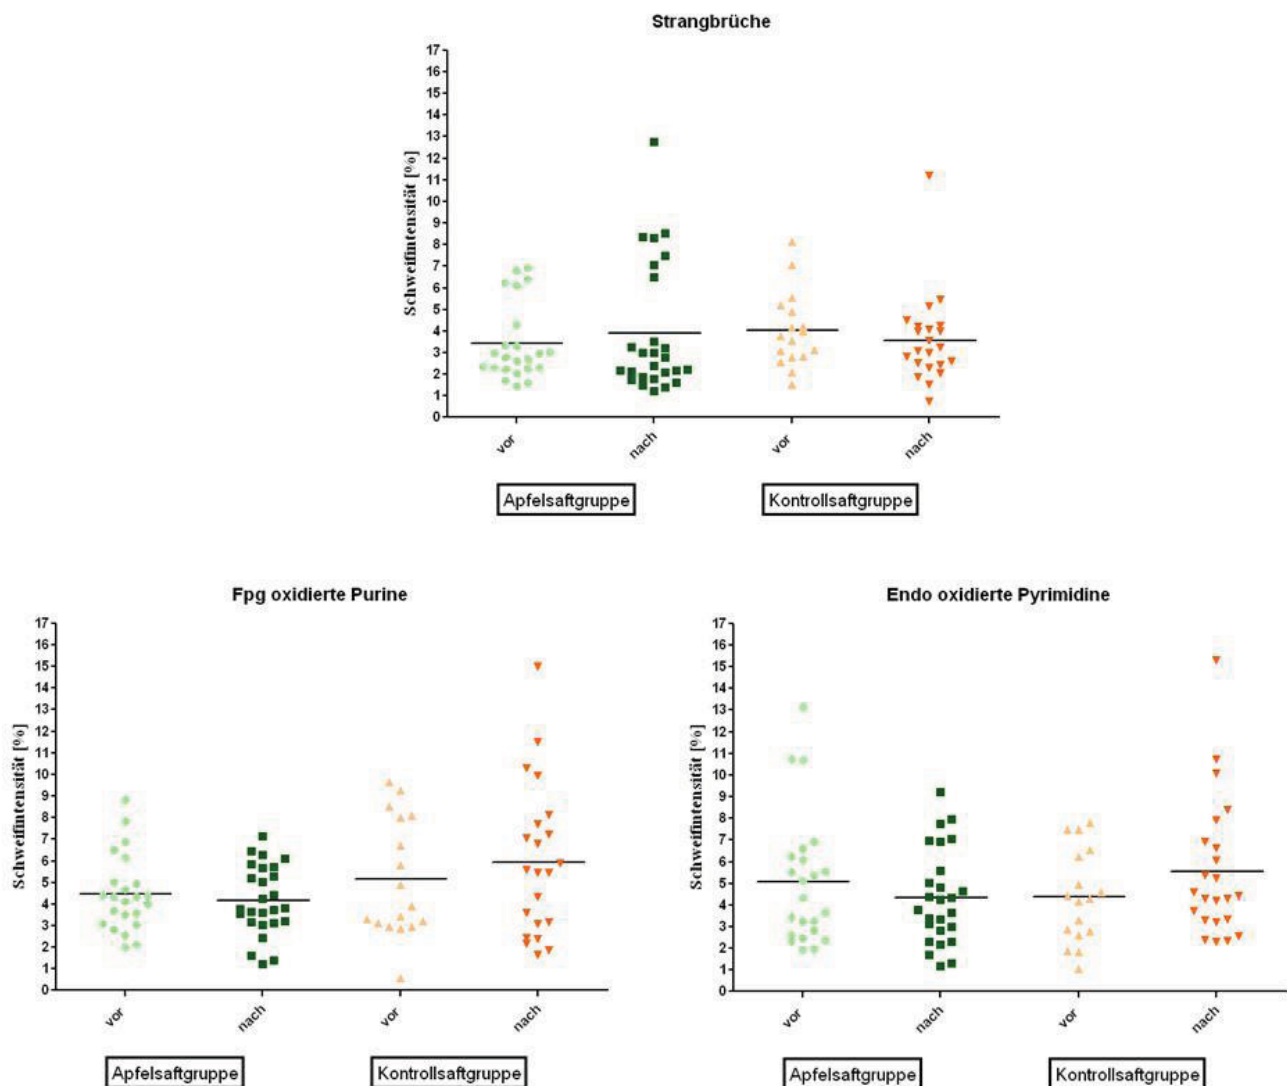 Strangbrüche
17
16
15
14
13
12
11
10
9
8
7
6
5
4
3
2
1
0
Schweifintensität [%]
vor
nach
vor
nach
Apfelsaftgruppe
Kontrollsaftgruppe
Fpg oxidierte Purine
17
16
15
14
13
12
11
10
9
8
7
6
5
4
3
2
1
0
Schweifintensität [%]
vor
nach
vor
nach
Apfelsaftgruppe
Kontrollsaftgruppe
Endo oxidierte Pyrimidine
17
16
15
14
13
12
11
10
9
8
7
6
5
4
3
2
1
0
Schweifintensität [%]
vor
nach
vor
nach
Apfelsaftgruppe
Kontrollsaftgruppe